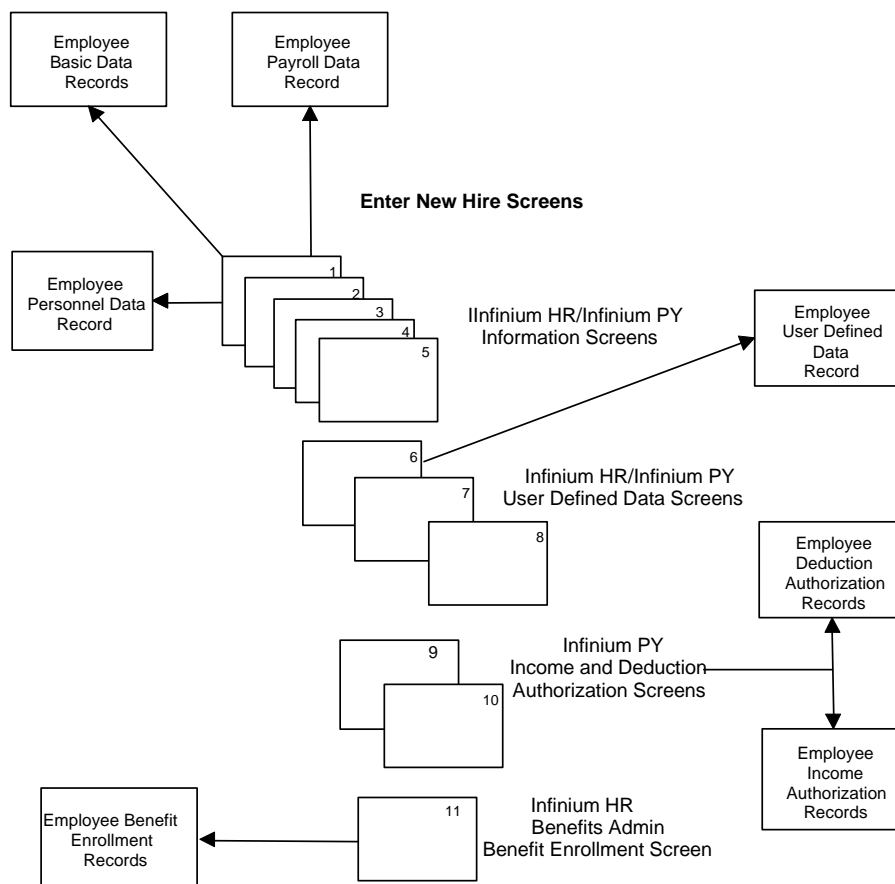 Employee
Basic Data
Records
Employee
Payroll Data
Record
Enter New Hire Screens
Employee
Personnel Data
Record
1
2
3
4
5
IInfinium HR/Infinium PY
Information Screens
Employee
User Defined
Data
Record
6
7
8
Infinium HR/Infinium PY
User Defined Data Screens
Employee
Deduction
Authorization
Records
9
10
Infinium PY
Income and Deduction
Authorization Screens
Employee
Income
Authorization
Records
Employee Benefit
Enrollment
Records
11
Infinium HR
Benefits Admin
Benefit Enrollment Screen